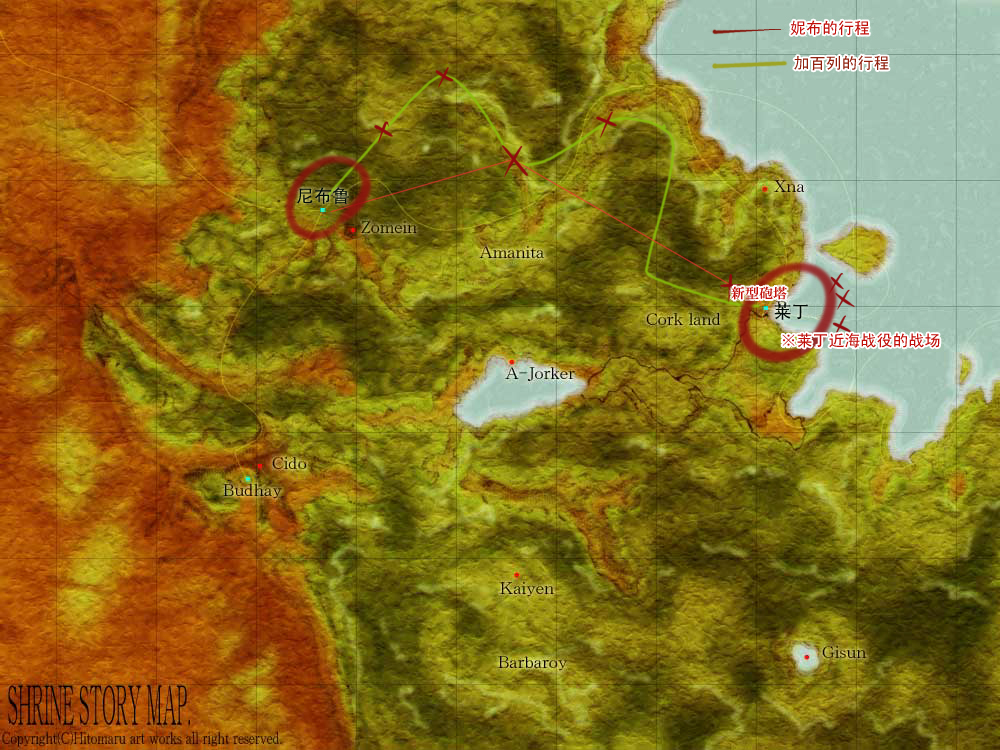 妮布的行程
加百列的行程
尼布鲁
Xna
Zomein
Amanita
新型砲塔
莱丁
Cork land
※莱丁近海战役的战场
A-Jorker
Cido
Budhay
Kaiyen
Barbaroy
Gisun
SHRINE STORY MAP.
Copyright(C)Hitomaru art works all right reserved.